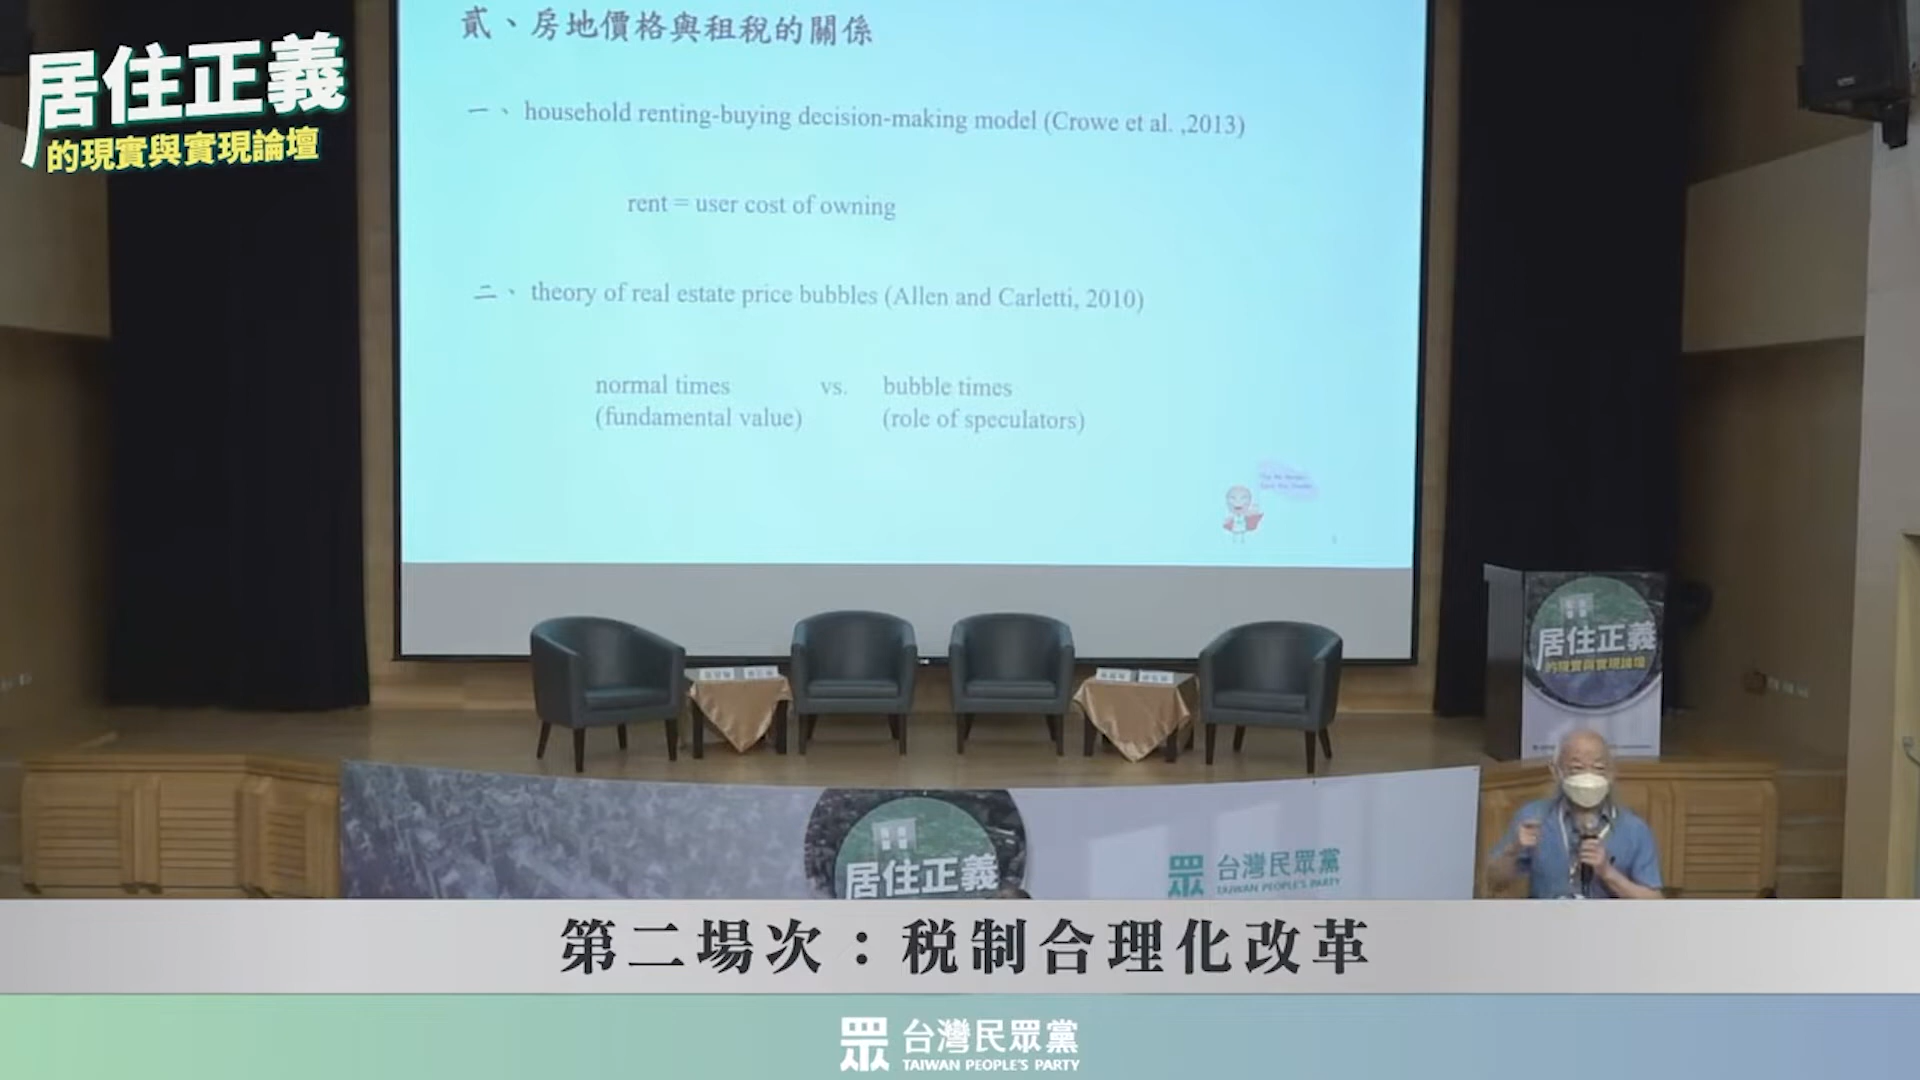 居住正義
的現實與實現論壇
貳、房地價格與租稅的關係
一、household renting-buying decision-making model (Crowe et al. ,2013)
rent = user cost of owning
二、theory of real estate price bubbles (Allen and Carletti, 2010)
normal times vs. bubble times
(fundamental value) (role of speculators)
居住正義
的現實與實現論壇
居住正義
台灣民眾黨
TAIWAN PEOPLE'S PARTY
第二場次：税制合理化改革
台灣民眾黨
TAIWAN PEOPLE'S PARTY